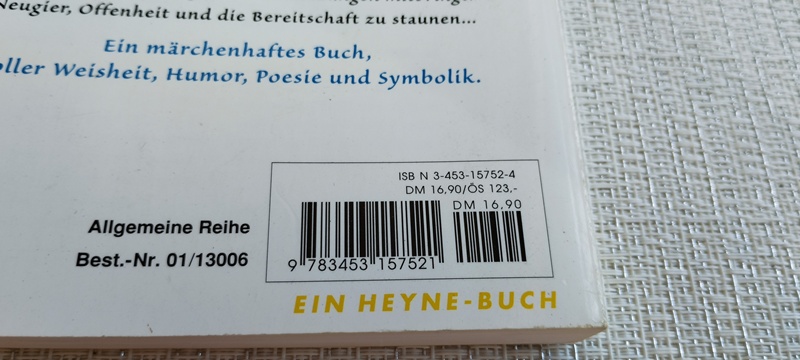 Neugier, Offenheit und die Bereitschaft zu staunen...
Ein märchenhaftes Buch,
voller Weisheit, Humor, Poesie und Symbolik.
ISBN 3-453-15752-4
DM 16,90/ÖS 123,-
DM 16,90
9 783453 157521
Allgemeine Reihe
Best.-Nr. 01/13006
EIN HEYNE-BUCH